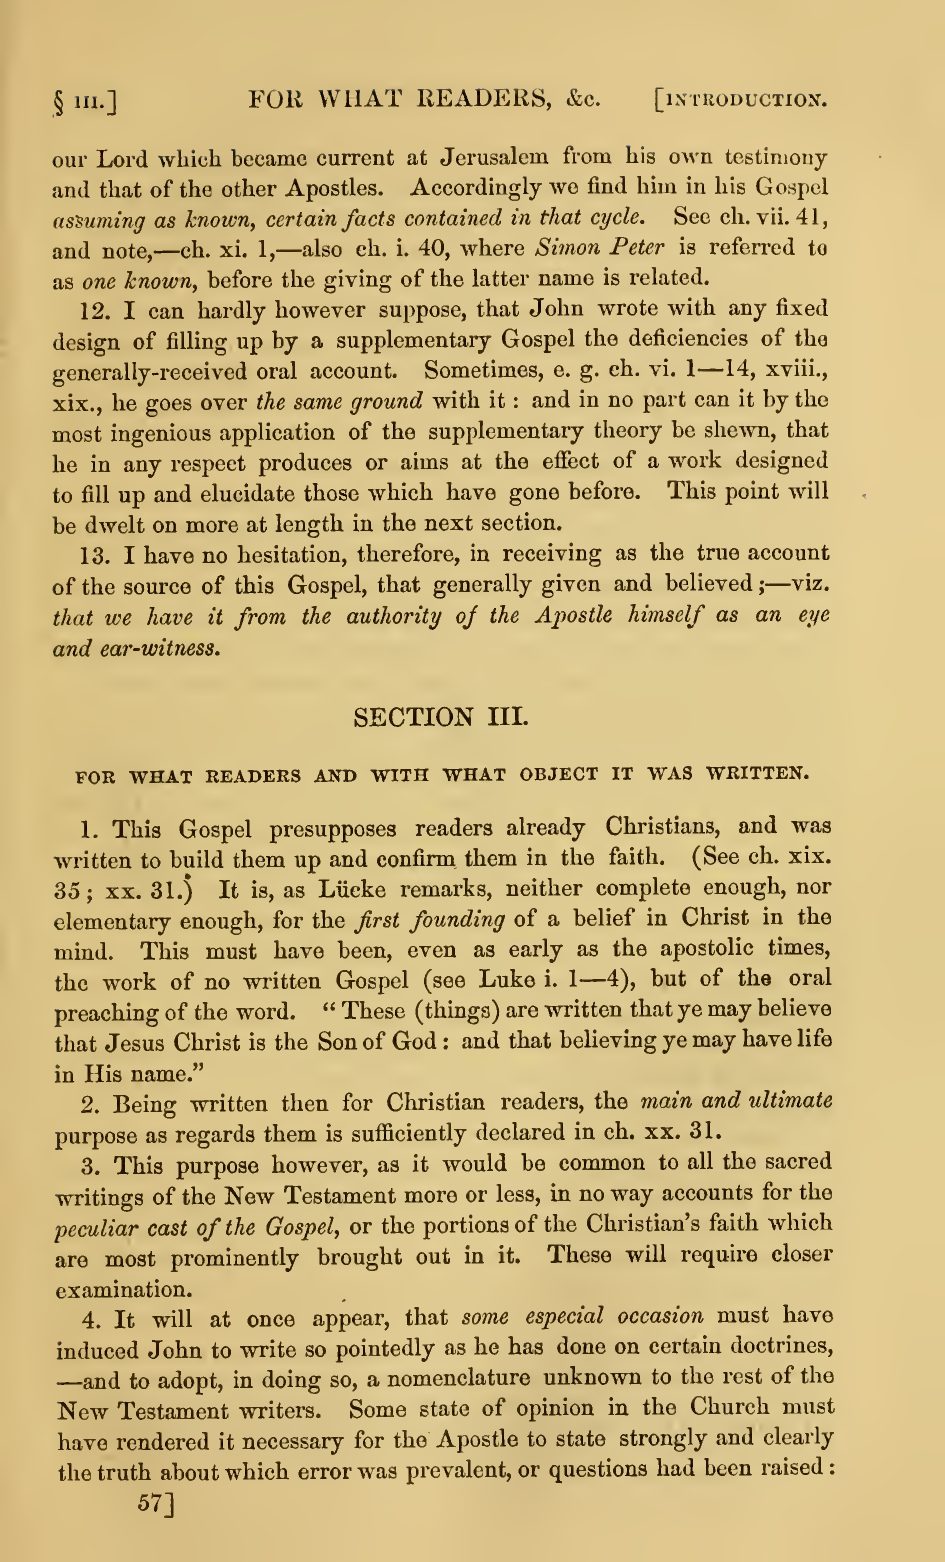 § III.] FOR WHAT READERS, &c. [INTRODUCTION.
our Lord which became current at Jerusalem from his own testimony
and that of the other Apostles. Accordingly we find him in his Gospel
assuming as known, certain facts contained in that cycle. See ch. vii. 41,
and note,—ch. xi. 1,—also ch. i. 40, where Simon Peter is referred to
as one known, before the giving of the latter name is related.
12. I can hardly however suppose, that John wrote with any fixed
design of filling up by a supplementary Gospel the deficiencies of the
generally-received oral account. Sometimes, e. g. ch. vi. 1—14, xviii.,
xix., he goes over the same ground with it : and in no part can it by the
most ingenious application of the supplementary theory be shewn, that
he in any respect produces or aims at the effect of a work designed
to fill up and elucidate those which have gone before. This point will
be dwelt on more at length in the next section.
13. I have no hesitation, therefore, in receiving as the true account
of the source of this Gospel, that generally given and believed ;—viz.
that we have it from the authority of the Apostle himself as an eye
and ear-witness.
SECTION III.
FOR WHAT READERS AND WITH WHAT OBJECT IT WAS WRITTEN.
1. This Gospel presupposes readers already Christians, and was
written to build them up and confirm them in the faith. (See ch. xix.
35 ; xx. 31.) It is, as Lücke remarks, neither complete enough, nor
elementary enough, for the first founding of a belief in Christ in the
mind. This must have been, even as early as the apostolic times,
the work of no written Gospel (see Luke i. 1—4), but of the oral
preaching of the word. “ These (things) are written that ye may believe
that Jesus Christ is the Son of God : and that believing ye may have life
in His name.”
2. Being written then for Christian readers, the main and ultimate
purpose as regards them is sufficiently declared in ch. xx. 31.
3. This purpose however, as it would be common to all the sacred
writings of the New Testament more or less, in no way accounts for the
peculiar cast of the Gospel, or the portions of the Christian’s faith which
are most prominently brought out in it. These will require closer
examination.
4. It will at once appear, that some especial occasion must have
induced John to write so pointedly as he has done on certain doctrines,
—and to adopt, in doing so, a nomenclature unknown to the rest of the
New Testament writers. Some state of opinion in the Church must
have rendered it necessary for the Apostle to state strongly and clearly
the truth about which error was prevalent, or questions had been raised :
57]